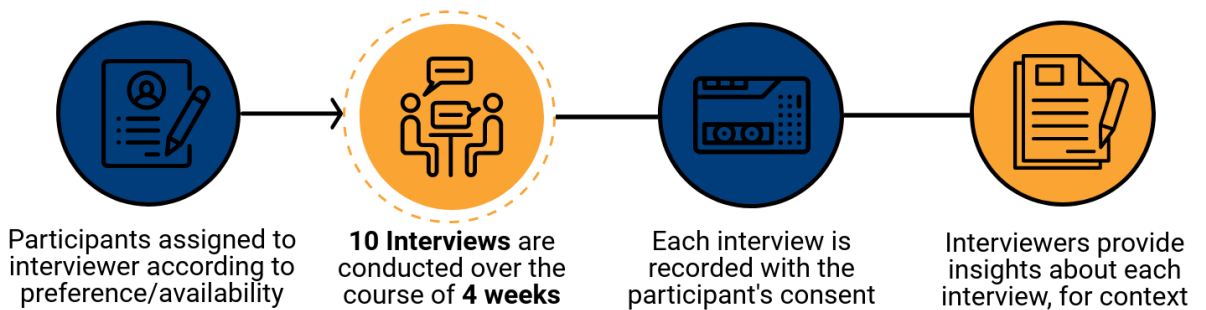 Participants assigned to
interviewer according to
preference/availability
10 Interviews are
conducted over the
course of 4 weeks
Each interview is
recorded with the
participant's consent
Interviewers provide
insights about each
interview, for context